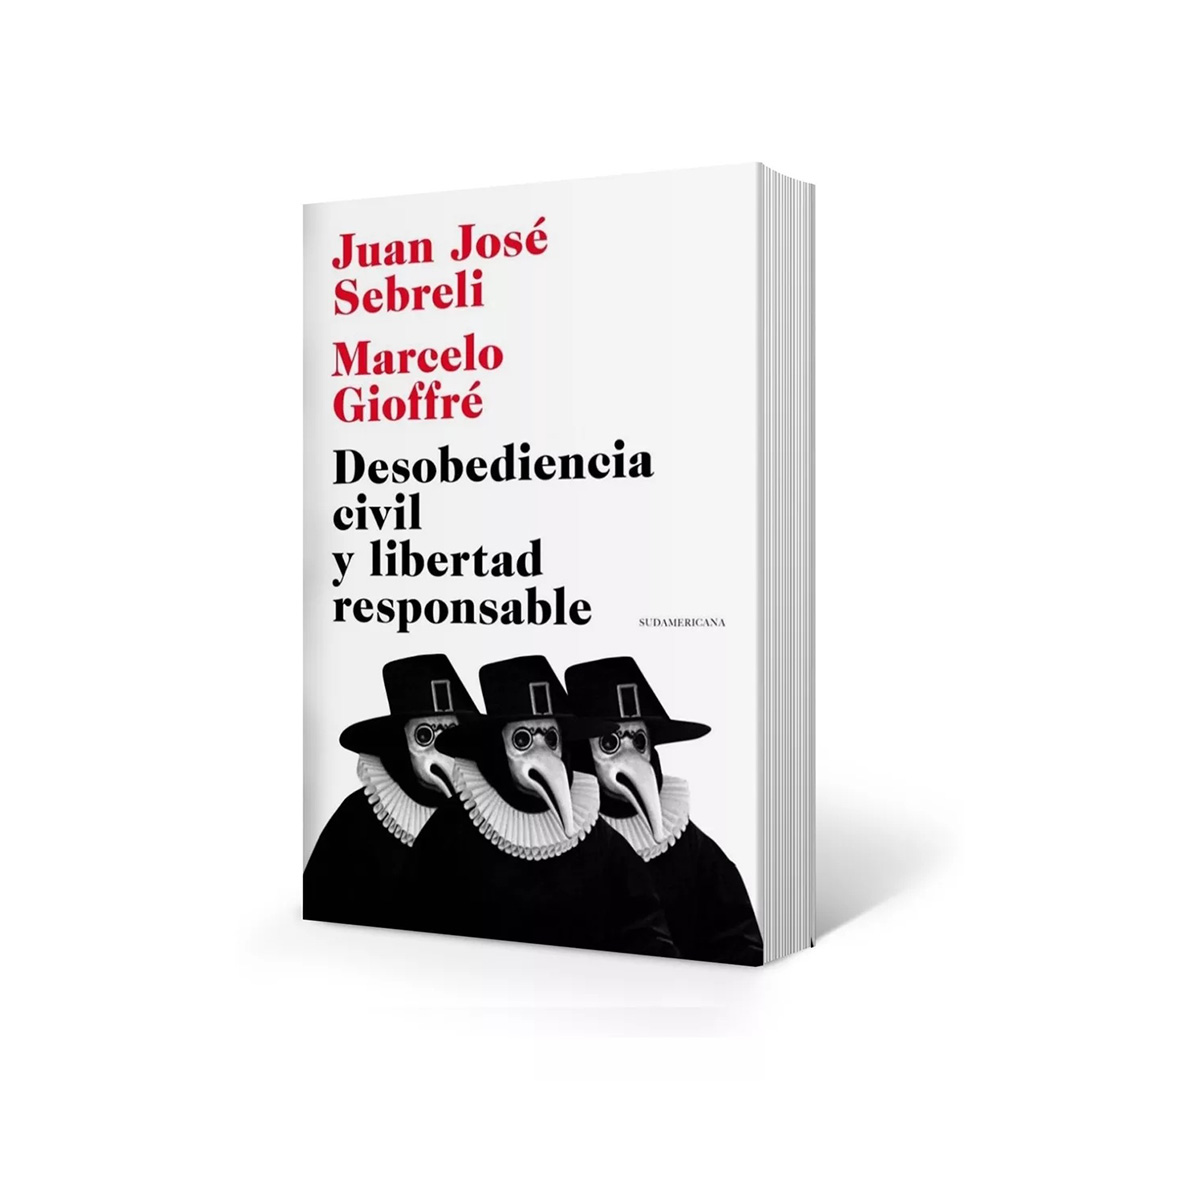 Juan José
Sebreli
Marcelo
Gioffré
Desobediencia
civil
y libertad
responsable
SUDAMERICANA